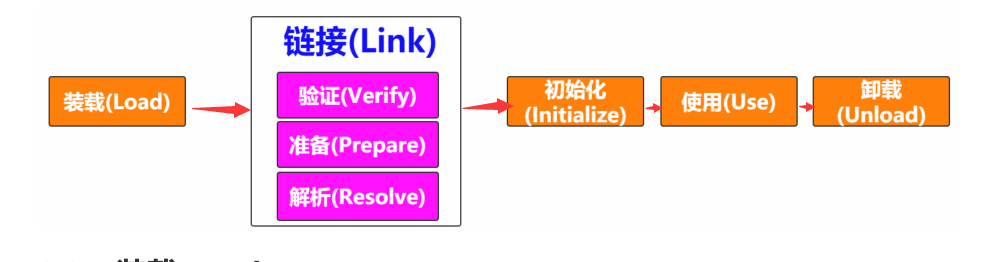 装载(Load)
链接(Link)
验证(Verify)
准备(Prepare)
解析(Resolve)
初始化
(Initialize)
使用(Use)
卸载
(Unload)